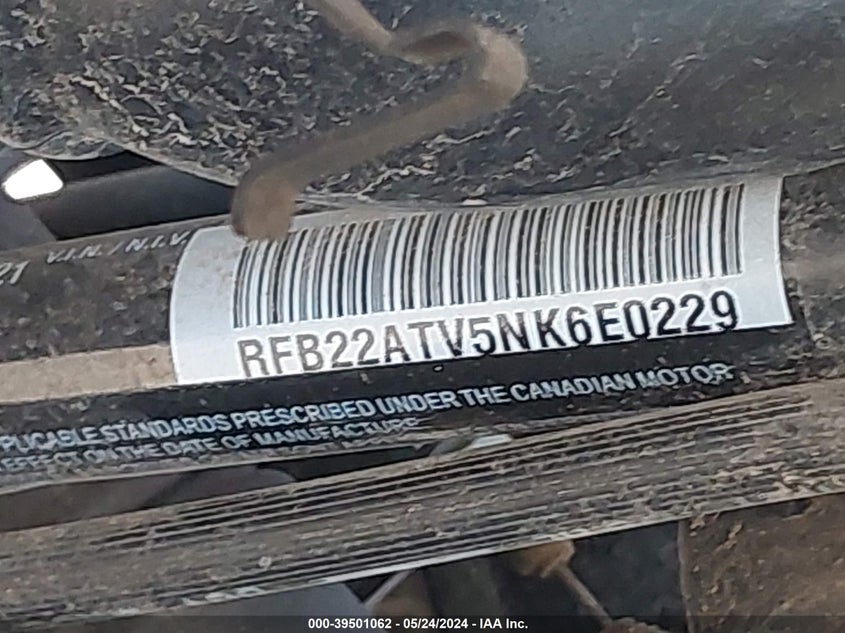 V.I.N. / N.I.V.
RFB22ATV5NK6E0229
PLICABLE STANDARDS PRESCRIBED UNDER THE CANADIAN MOTOR
EFFECT ON THE DATE OF MANUFACTURE
000-39501062 - 05/24/2024 - IAA Inc.